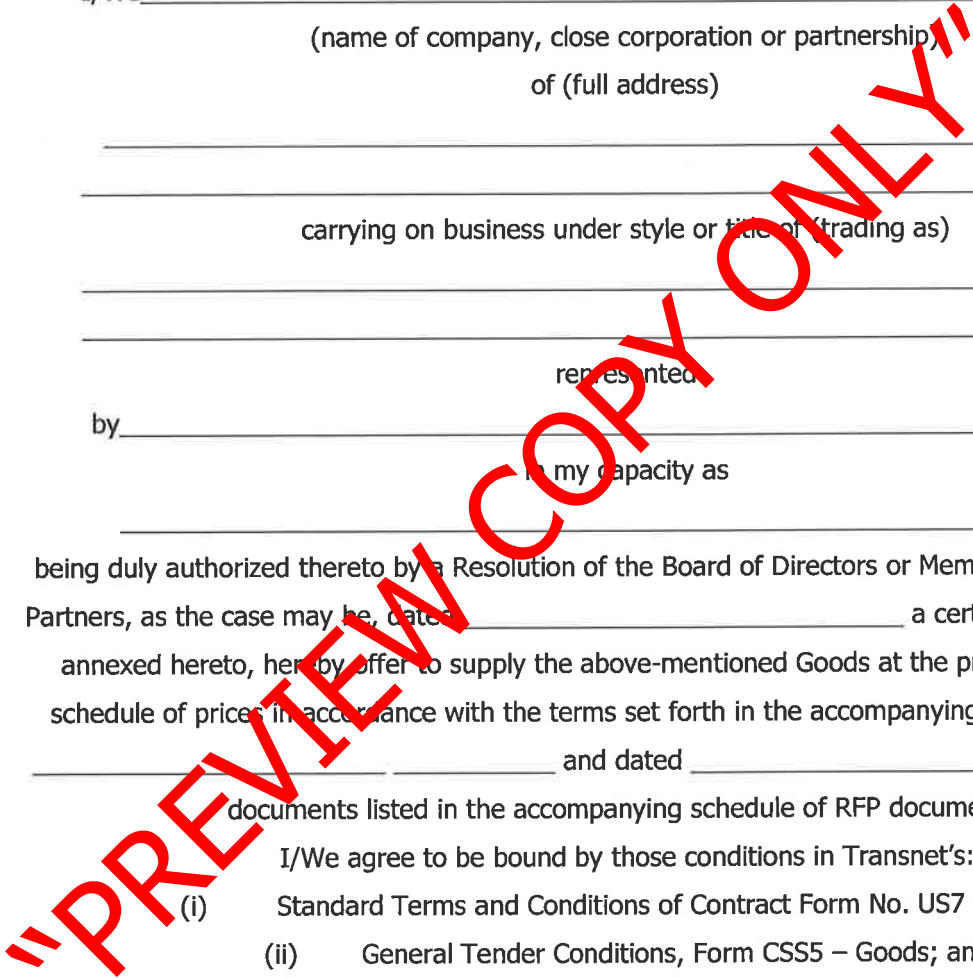 (name of company, close corporation or partnership)
of (full address)
carrying on business under style or title of (trading as)
represented
by
in my capacity as
being duly authorized thereto by a Resolution of the Board of Directors or Mem
Partners, as the case may be, dated a cert
annexed hereto, hereby offer to supply the above-mentioned Goods at the pr
schedule of prices in accordance with the terms set forth in the accompanying
and dated
documents listed in the accompanying schedule of RFP docume
I/We agree to be bound by those conditions in Transnet's:
(i) Standard Terms and Conditions of Contract Form No. US7
(ii) General Tender Conditions, Form CSS5 – Goods; an
"PREVIEW COPY ONLY"